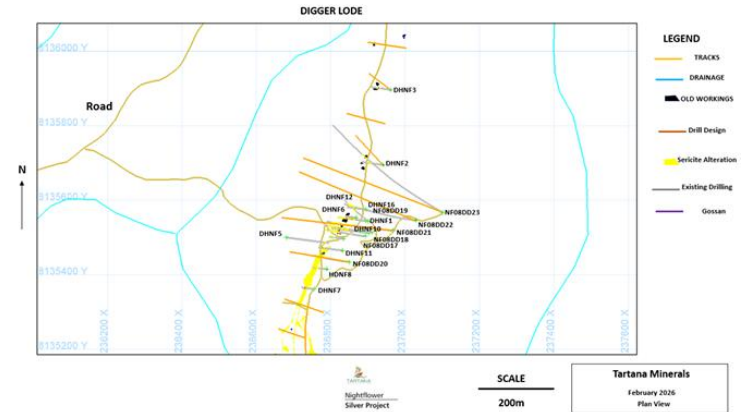 DIGGER LODE
8136000 Y
8135800 Y
8135600 Y
8135400 Y
8135200 Y
236200 X
236400 X
236600 X
236800 X
237000 X
237200 X
237400 X
237600 X
Road
N
DHNF3
DHNF2
DHNF12
DHNF16
DHNF6
NF08DD19
NF08DD23
DHNF1
NF08DD22
DHNF5
DHNF10
NF08DD21
NF08DD18
NF08DD17
DHNF11
NF08DD20
HDNF8
DHNF7
LEGEND
TRACKS
DRAINAGE
OLD WORKINGS
Drill Design
Sericite Alteration
Existing Drilling
Gossan
TARTANA
Nightflower
Silver Project
SCALE
200m
Tartana Minerals
February 2026
Plan View